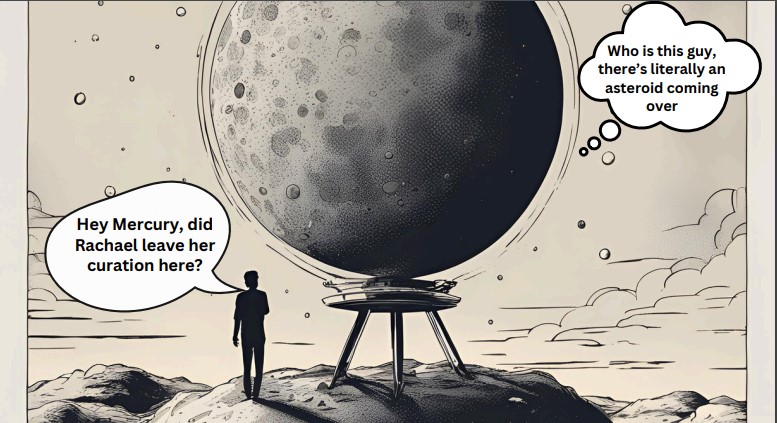 Hey Mercury, did
Rachael leave her
curation here?
Who is this guy,
there's literally an
asteroid coming
over